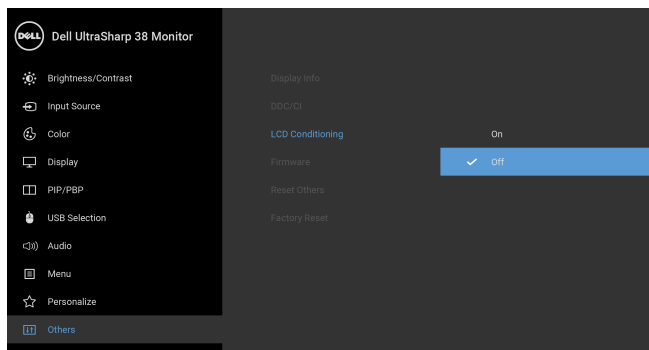 DELL Dell UltraSharp 38 Monitor
Brightness/Contrast
Input Source
Color
Display
PIP/PBP
USB Selection
Audio
Menu
Personalize
Others
Display Info
DDC/CI
LCD Conditioning
Firmware
Reset Others
Factory Reset
On
Off